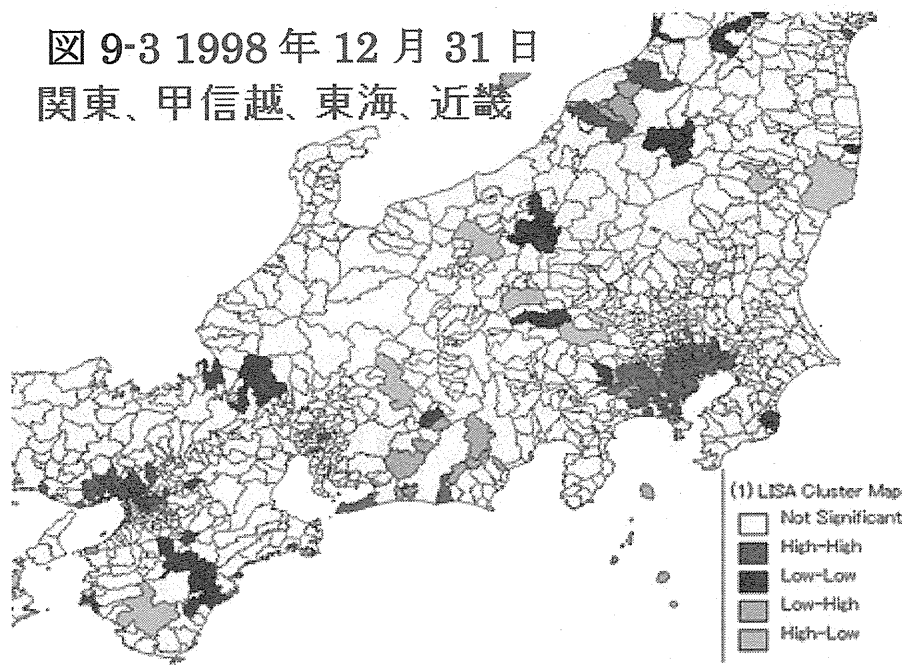 図 9-3 1998 年 12 月 31 日
関東、甲信越、東海、近畿
(1) LISA Cluster Map
Not Significant
High-High
Low-Low
Low-High
High-Low